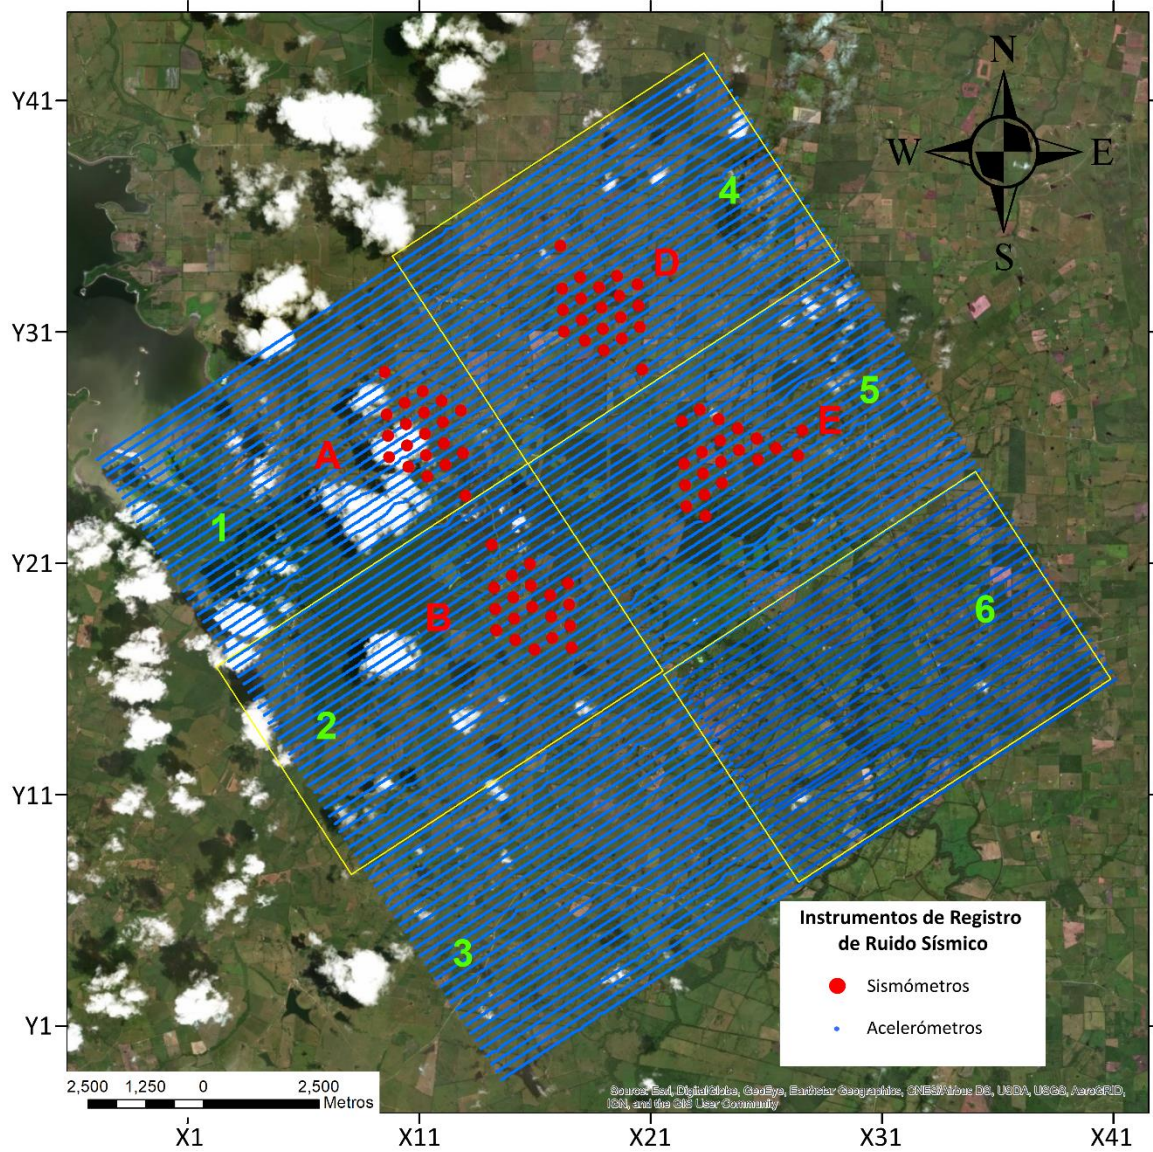 N
W E
S
Y41
Y31
Y21
Y11
Y1
4
D
5
E
A
1
B
6
2
3
Instrumentos de Registro
de Ruido Sísmico
Sismómetros
Acelerómetros
2,500 1,250 0 2,500
Metros
Source: Esri, DigitalGlobe, GeoEye, Earthstar Geographics, CNES/Airbus DS, USDA, USGS, AeroGRID,
IGN, and the GIS User Community
X1 X11 X21 X31 X41